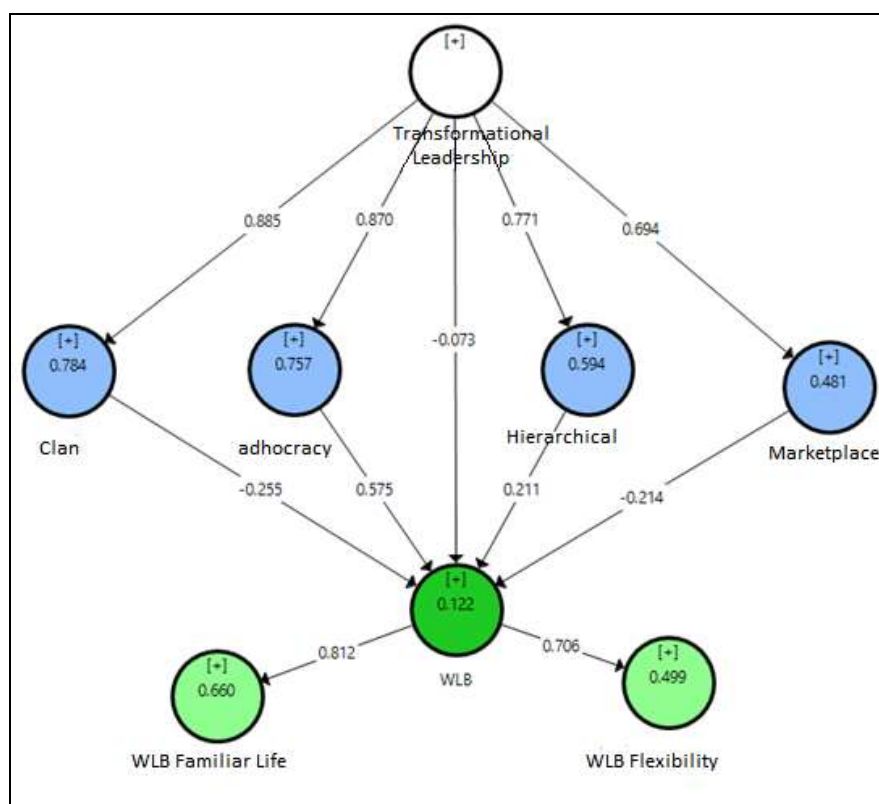 [+]
Transformational
Leadership
0.885
0.870
0.771
0.694
-0.073
[+]
0.784
[+]
0.757
[+]
0.594
[+]
0.481
Clan
adhocracy
Hierarchical
Marketplace
-0.255
0.575
0.211
-0.214
[+]
0.122
WLB
0.812
0.706
[+]
0.660
[+]
0.499
WLB Familiar Life
WLB Flexibility